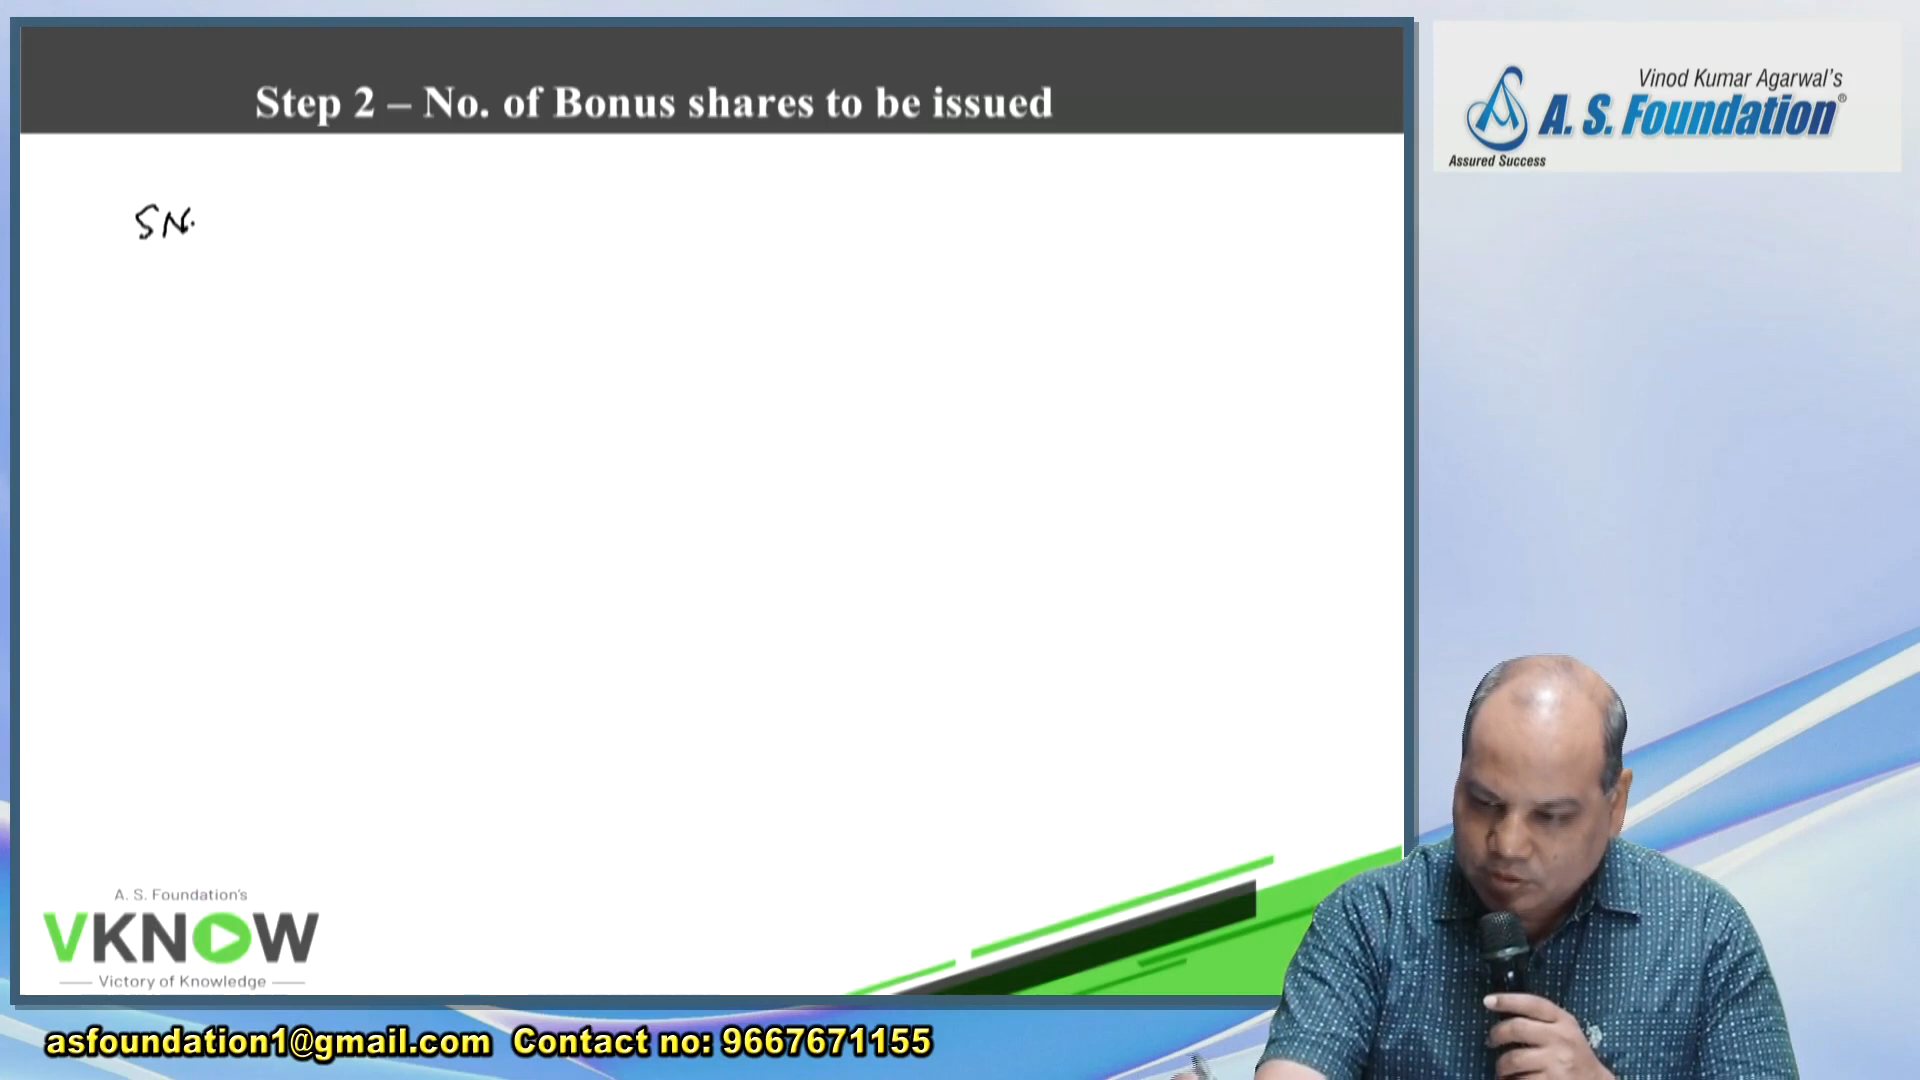 Step 2 – No. of Bonus shares to be issued
Vinod Kumar Agarwal's
A. S. Foundation®
Assured Success
SN.
A. S. Foundation's
VKNOW
Victory of Knowledge
asfoundation1@gmail.com Contact no: 9667671155